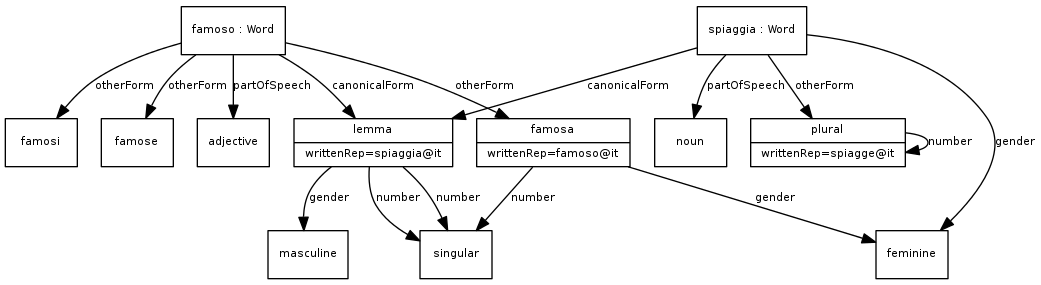 famoso : Word
spiaggia : Word
otherForm
otherForm
partOfSpeech
canonicalForm
otherForm
canonicalForm
partOfSpeech
otherForm
famosi
famose
adjective
lemma
writtenRep=spiaggia@it
famosa
writtenRep=famoso@it
noun
plural
writtenRep=spiagge@it
number
gender
gender
number
number
number
gender
masculine
singular
feminine